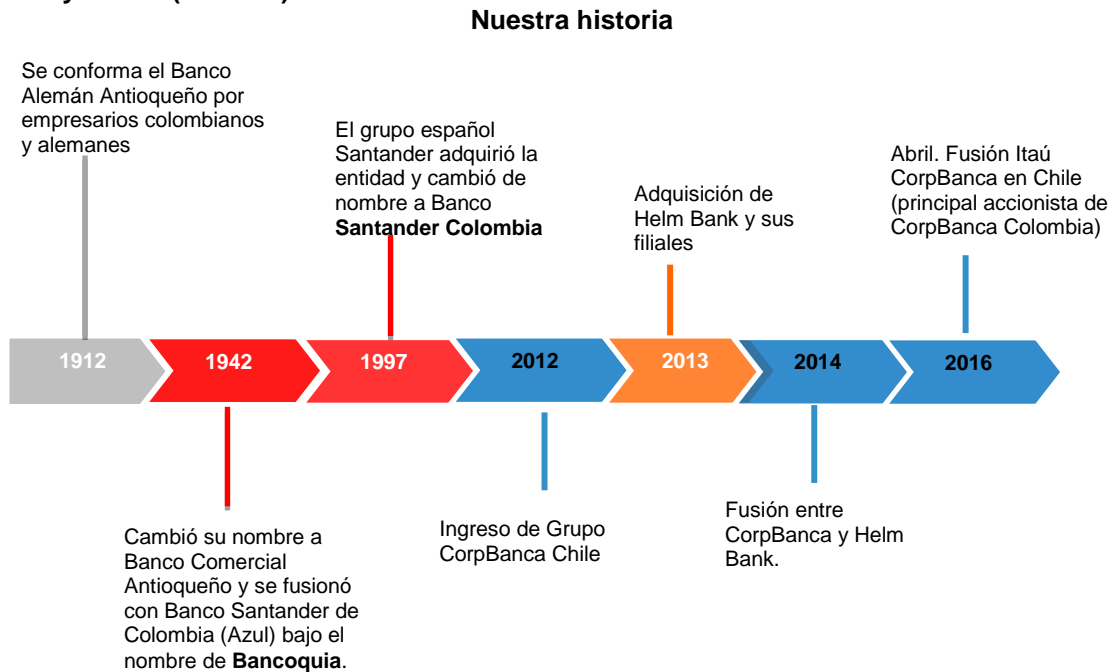 Nuestra historia
Se conforma el Banco
Alemán Antioqueño por
empresarios colombianos
y alemanes
El grupo español
Santander adquirió la
entidad y cambió de
nombre a Banco
Santander Colombia
Adquisición de
Helm Bank y sus
filiales
Abril. Fusión Itaú
CorpBanca en Chile
(principal accionista de
CorpBanca Colombia)
1912
1942
1997
2012
2013
2014
2016
Cambió su nombre a
Banco Comercial
Antioqueño y se fusionó
con Banco Santander de
Colombia (Azul) bajo el
nombre de Bancoquia.
Ingreso de Grupo
CorpBanca Chile
Fusión entre
CorpBanca y Helm
Bank.